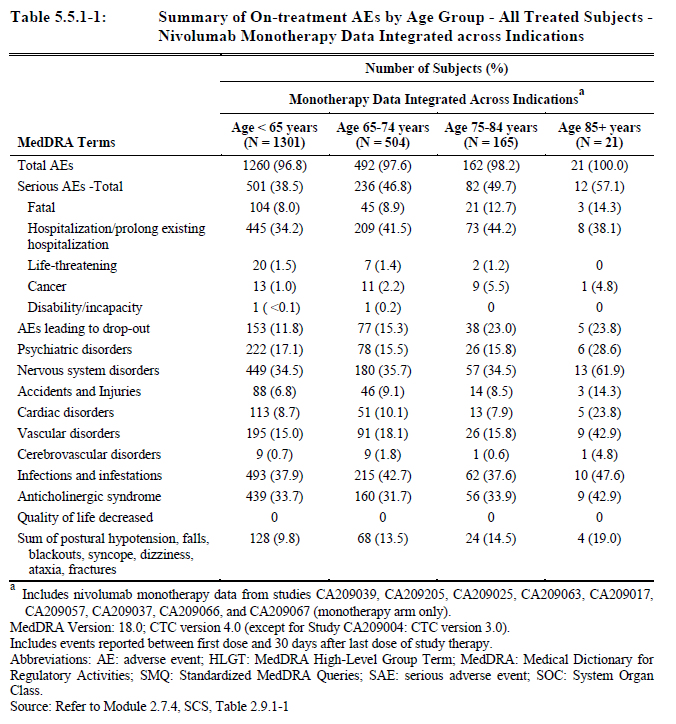 Table 5.5.1-1: Summary of On-treatment AEs by Age Group - All Treated Subjects -
Nivolumab Monotherapy Data Integrated across Indications
Number of Subjects (%)
Monotherapy Data Integrated Across Indications a
MedDRA Terms Age < 65 years (N = 1301) Age 65-74 years (N = 504) Age 75-84 years (N = 165) Age 85+ years (N = 21)
Total AEs 1260 (96.8) 492 (97.6) 162 (98.2) 21 (100.0)
Serious AEs -Total 501 (38.5) 236 (46.8) 82 (49.7) 12 (57.1)
Fatal 104 (8.0) 45 (8.9) 21 (12.7) 3 (14.3)
Hospitalization/prolong existing hospitalization 445 (34.2) 209 (41.5) 73 (44.2) 8 (38.1)
Life-threatening 20 (1.5) 7 (1.4) 2 (1.2) 0
Cancer 13 (1.0) 11 (2.2) 9 (5.5) 1 (4.8)
Disability/incapacity 1 ( <0.1) 1 (0.2) 0 0
AEs leading to drop-out 153 (11.8) 77 (15.3) 38 (23.0) 5 (23.8)
Psychiatric disorders 222 (17.1) 78 (15.5) 26 (15.8) 6 (28.6)
Nervous system disorders 449 (34.5) 180 (35.7) 57 (34.5) 13 (61.9)
Accidents and Injuries 88 (6.8) 46 (9.1) 14 (8.5) 3 (14.3)
Cardiac disorders 113 (8.7) 51 (10.1) 13 (7.9) 5 (23.8)
Vascular disorders 195 (15.0) 91 (18.1) 26 (15.8) 9 (42.9)
Cerebrovascular disorders 9 (0.7) 9 (1.8) 1 (0.6) 1 (4.8)
Infections and infestations 493 (37.9) 215 (42.7) 62 (37.6) 10 (47.6)
Anticholinergic syndrome 439 (33.7) 160 (31.7) 56 (33.9) 9 (42.9)
Quality of life decreased 0 0 0 0
Sum of postural hypotension, falls, blackouts, syncope, dizziness, ataxia, fractures 128 (9.8) 68 (13.5) 24 (14.5) 4 (19.0)
a Includes nivolumab monotherapy data from studies CA209039, CA209205, CA209025, CA209063, CA209017,
CA209057, CA209037, CA209066, and CA209067 (monotherapy arm only).
MedDRA Version: 18.0; CTC version 4.0 (except for Study CA209004: CTC version 3.0).
Includes events reported between first dose and 30 days after last dose of study therapy.
Abbreviations: AE: adverse event; HLGT: MedDRA High-Level Group Term; MedDRA: Medical Dictionary for
Regulatory Activities; SMQ: Standardized MedDRA Queries; SAE: serious adverse event; SOC: System Organ
Class.
Source: Refer to Module 2.7.4, SCS, Table 2.9.1-1